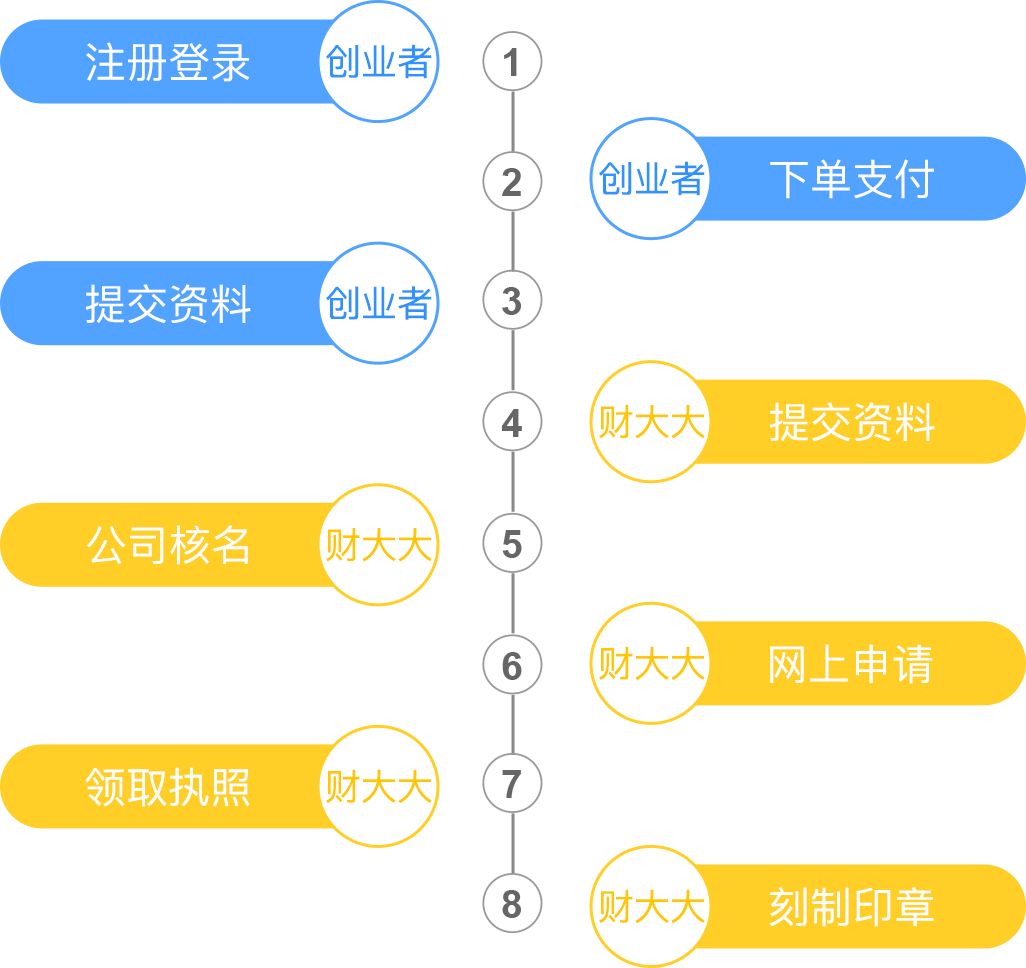 注册登录 创业者 1
2 创业者 下单支付
提交资料 创业者 3
4 财大大 提交资料
公司核名 财大大 5
6 财大大 网上申请
领取执照 财大大 7
8 财大大 刻制印章